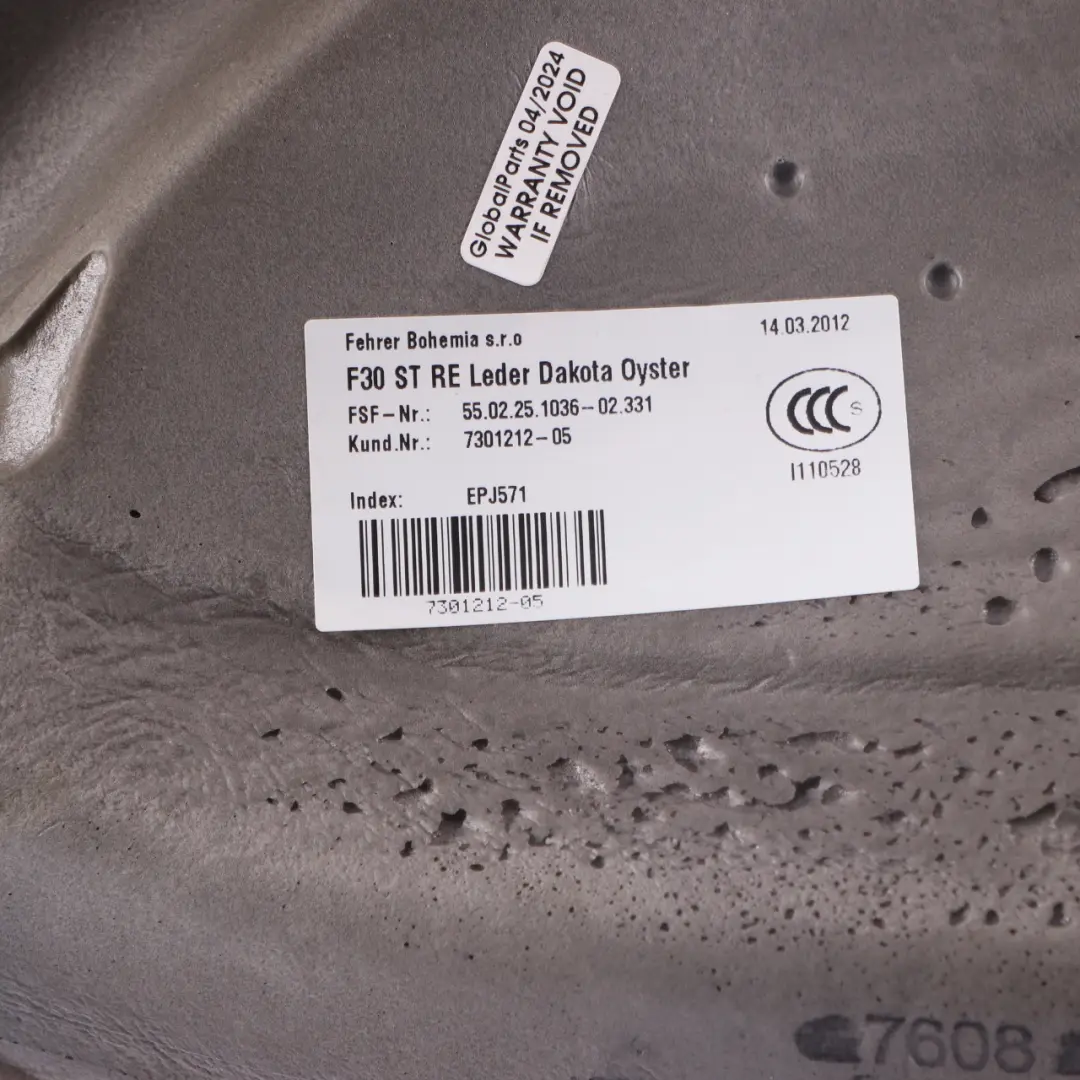 GlobalParts 04/2024
WARRANTY VOID
IF REMOVED
Fehrer Bohemia s.r.o
14.03.2012
F30 ST RE Leder Dakota Oyster
FSF-Nr.: 55.02.25.1036-02.331
Kund.Nr.: 7301212-05
CCC S
I110528
Index: EPJ571
7301212-05
7608